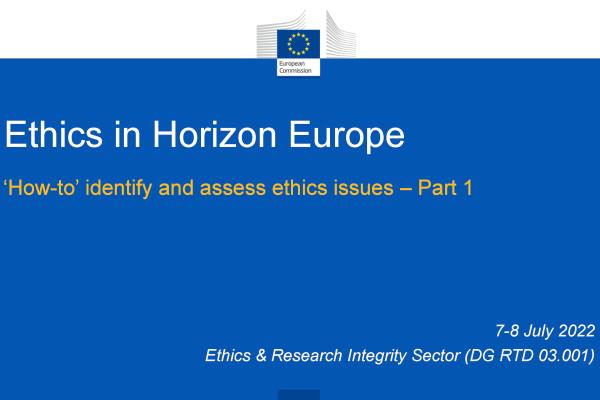 European
Commission
Ethics in Horizon Europe
‘How-to’ identify and assess ethics issues – Part 1
7-8 July 2022
Ethics & Research Integrity Sector (DG RTD 03.001)